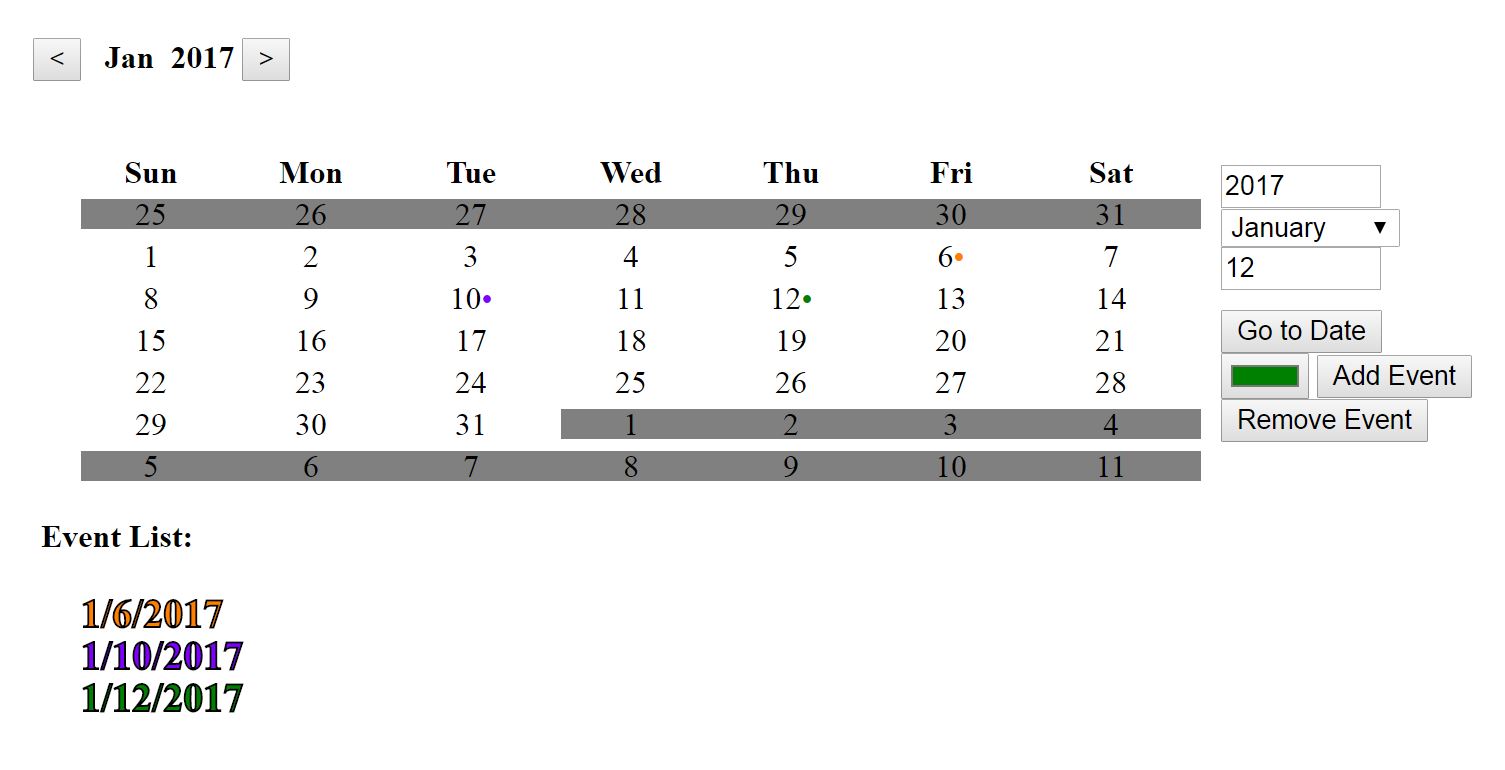 < Jan 2017 >
Sun Mon Tue Wed Thu Fri Sat
25 26 27 28 29 30 31
1 2 3 4 5 6• 7
8 9 10• 11 12• 13 14
15 16 17 18 19 20 21
22 23 24 25 26 27 28
29 30 31 1 2 3 4
5 6 7 8 9 10 11
2017
January ▼
12
Go to Date
Add Event
Remove Event
Event List:
1/6/2017
1/10/2017
1/12/2017